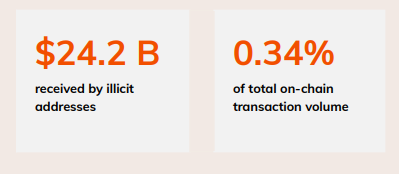 $24.2 B
received by illicit
addresses
0.34%
of total on-chain
transaction volume